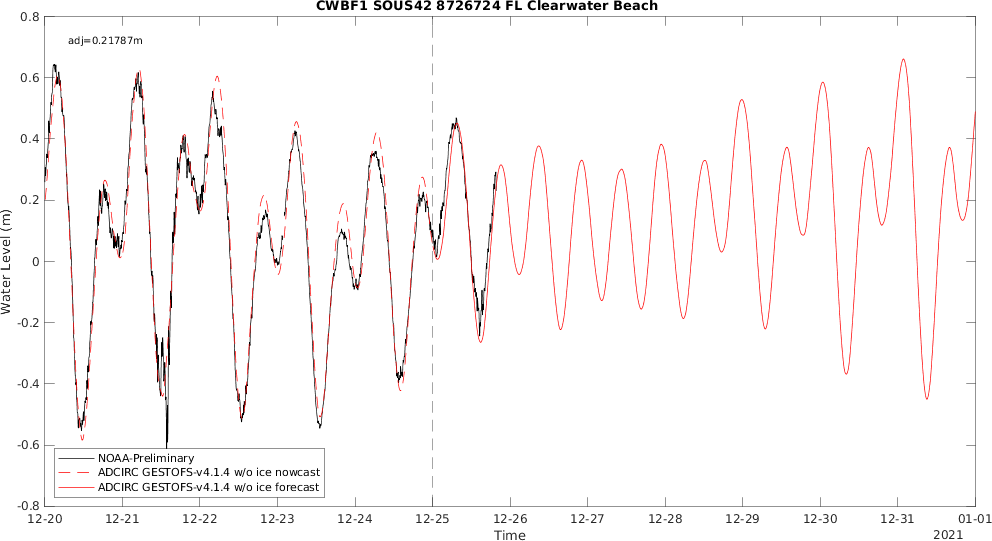 CWBF1 SOUS42 8726724 FL Clearwater Beach
adj=0.21787m
Water Level (m)
0.8
0.6
0.4
0.2
0
-0.2
-0.4
-0.6
-0.8
NOAA-Preliminary
ADCIRC GESTOFS-v4.1.4 w/o ice nowcast
ADCIRC GESTOFS-v4.1.4 w/o ice forecast
12-20 12-21 12-22 12-23 12-24 12-25 12-26 12-27 12-28 12-29 12-30 12-31 01-01
Time
2021